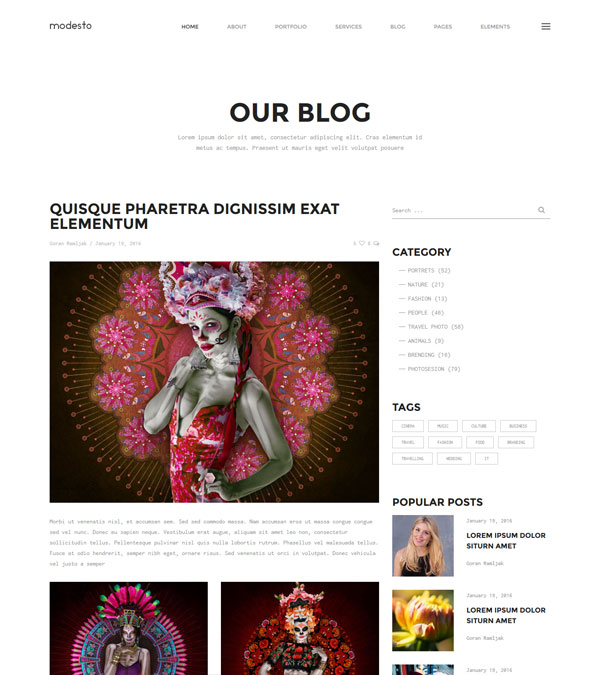 modesto
HOME ABOUT PORTFOLIO SERVICES BLOG PAGES ELEMENTS
OUR BLOG
Lorem ipsum dolor sit amet, consectetur adipiscing elit. Cras elementum id
metus ac tempus. Praesent ut mauris eget velit volutpat posuere
QUISQUE PHARETRA DIGNISSIM EXAT
ELEMENTUM
Goran Ramljak / January 19, 2016
Morbi ut venenatis nisl, et accumsan sem. Sed sed commodo massa. Nam accumsan eros ut massa congue congue
sed vel nunc. Donec eu sapien neque. Vestibulum erat augue, aliquam sit amet leo non, consectetur
sollicitudin tellus. Pellentesque pulvinar nisl quis nulla lobortis rutrum. Phasellus vel malesuada tellus.
Fusce at odio hendrerit, semper nibh eget, ornare risus. Sed venenatis ut orci in volutpat. Donec vehicula
vel justo a semper
Search ...
CATEGORY
PORTRETS (52)
NATURE (21)
FASHION (13)
PEOPLE (46)
TRAVEL PHOTO (50)
ANIMALS (9)
BRENDING (10)
PHOTOSESION (79)
TAGS
CINEMA MUSIC CULTURE BUSINESS
TRAVEL FASHION FOOD BRANDING
TRAVELLING WEDDING IT
POPULAR POSTS
January 19, 2016
LOREM IPSUM DOLOR
SITURN AMET
Goran Ramljak
January 19, 2016
LOREM IPSUM DOLOR
SITURN AMET
Goran Ramljak
January 19, 2016